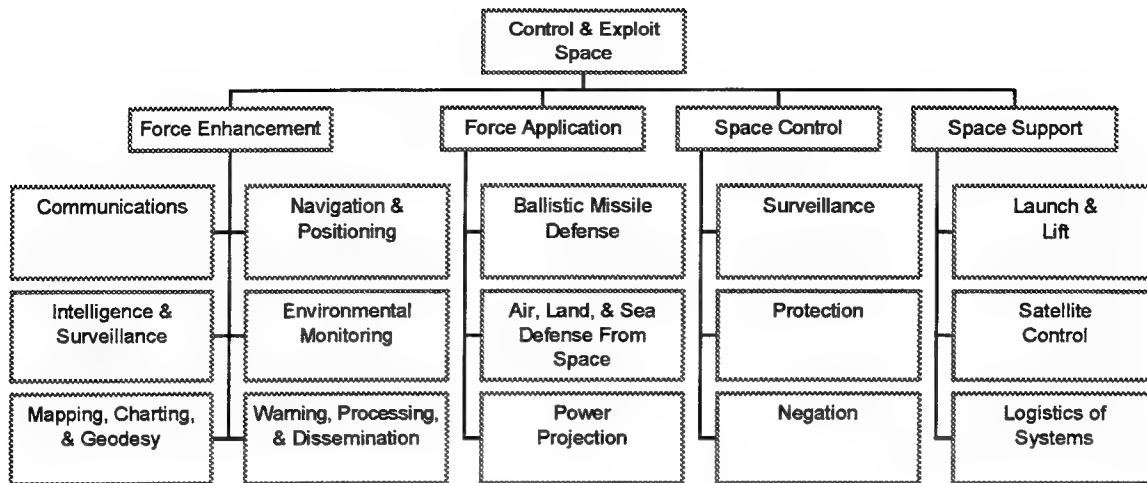 Control & Exploit
Space
Force Enhancement
Force Application
Space Control
Space Support
Communications
Navigation &
Positioning
Ballistic Missile
Defense
Surveillance
Launch &
Lift
Intelligence &
Surveillance
Environmental
Monitoring
Air, Land, & Sea
Defense From
Space
Protection
Satellite
Control
Mapping, Charting,
& Geodesy
Warning, Processing,
& Dissemination
Power
Projection
Negation
Logistics of
Systems